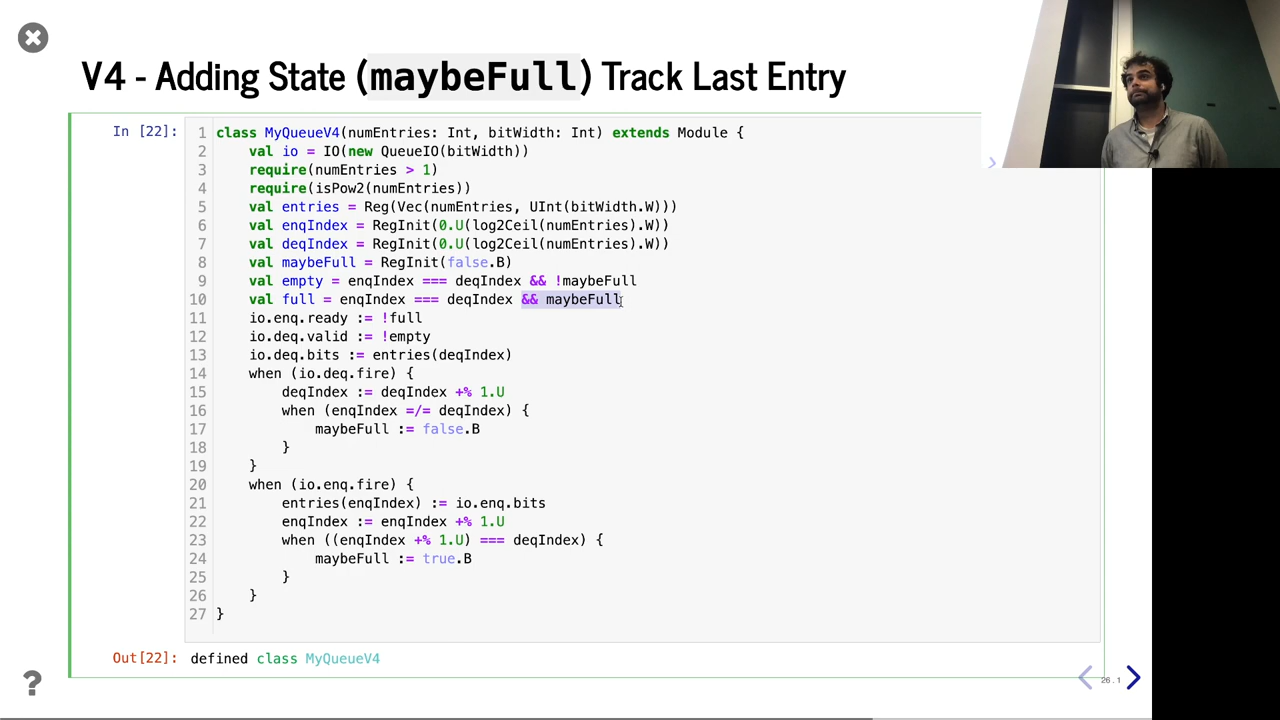 V4 - Adding State (maybeFull) Track Last Entry
In [22]:
1 class MyQueueV4(numEntries: Int, bitWidth: Int) extends Module {
2     val io = IO(new QueueIO(bitWidth))
3     require(numEntries > 1)
4     require(isPow2(numEntries))
5     val entries = Reg(Vec(numEntries, UInt(bitWidth.W)))
6     val enqIndex = RegInit(0.U(log2Ceil(numEntries).W))
7     val deqIndex = RegInit(0.U(log2Ceil(numEntries).W))
8     val maybeFull = RegInit(false.B)
9     val empty = enqIndex === deqIndex && !maybeFull
10     val full = enqIndex === deqIndex && maybeFull
11     io.enq.ready := !full
12     io.deq.valid := !empty
13     io.deq.bits := entries(deqIndex)
14     when (io.deq.fire) {
15         deqIndex := deqIndex +% 1.U
16         when (enqIndex =/= deqIndex) {
17             maybeFull := false.B
18         }
19     }
20     when (io.enq.fire) {
21         entries(enqIndex) := io.enq.bits
22         enqIndex := enqIndex +% 1.U
23         when ((enqIndex +% 1.U) === deqIndex) {
24             maybeFull := true.B
25         }
26     }
27 }
Out[22]: defined class MyQueueV4
?
26.1